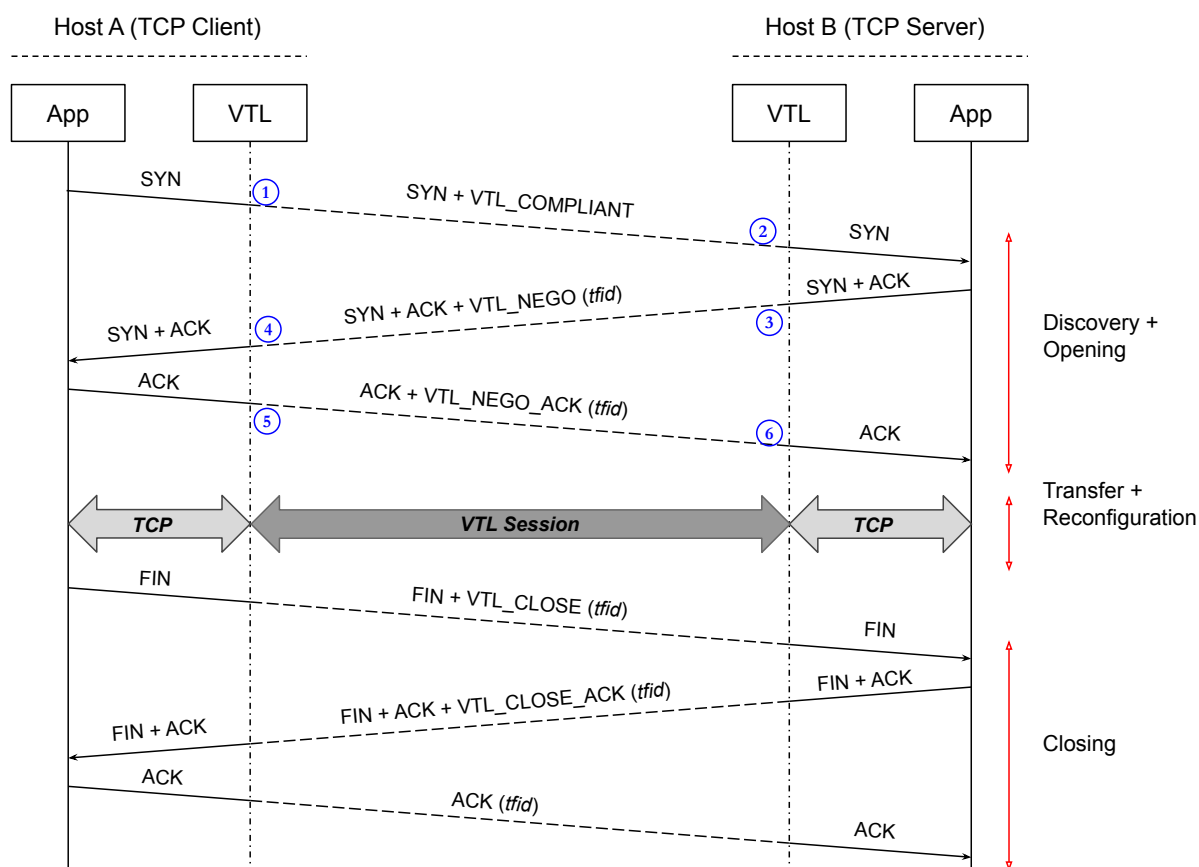 Host A (TCP Client)
Host B (TCP Server)
App
VTL
VTL
App
SYN
1
SYN + VTL_COMPLIANT
2
SYN
SYN + ACK
3
SYN + ACK + VTL_NEGO (tfid)
4
SYN + ACK
Discovery +
Opening
ACK
5
ACK + VTL_NEGO_ACK (tfid)
6
ACK
TCP
VTL Session
TCP
Transfer +
Reconfiguration
FIN
FIN + VTL_CLOSE (tfid)
FIN
FIN + ACK
FIN + ACK + VTL_CLOSE_ACK (tfid)
FIN + ACK
Closing
ACK
ACK (tfid)
ACK